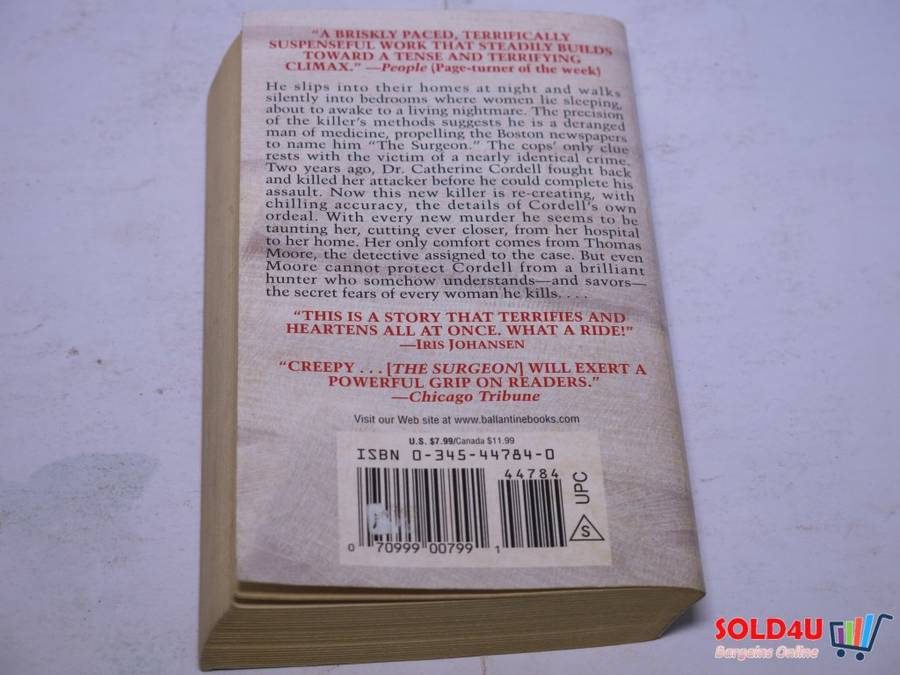 “A BRISKLY PACED, TERRIFICALLY
SUSPENSEFUL WORK THAT STEADILY BUILDS
TOWARD A TENSE AND TERRIFYING
CLIMAX.” —People (Page-turner of the week)
He slips into their homes at night and walks
silently into bedrooms where women lie sleeping,
about to awake to a living nightmare. The precision
of the killer's methods suggests he is a deranged
man of medicine, propelling the Boston newspapers
to name him “The Surgeon.” The cops' only clue
rests with the victim of a nearly identical crime.
Two years ago, Dr. Catherine Cordell fought back
and killed her attacker before he could complete his
assault. Now this new killer is re-creating, with
chilling accuracy, the details of Cordell's own
ordeal. With every new murder he seems to be
taunting her, cutting ever closer, from her hospital
to her home. Her only comfort comes from Thomas
Moore, the detective assigned to the case. But even
Moore cannot protect Cordell from a brilliant
hunter who somehow understands—and savors—
the secret fears of every woman he kills. . . .
“THIS IS A STORY THAT TERRIFIES AND
HEARTENS ALL AT ONCE. WHAT A RIDE!”
—IRIS JOHANSEN
“CREEPY . . . [THE SURGEON] WILL EXERT A
POWERFUL GRIP ON READERS.”
—Chicago Tribune
Visit our Web site at www.ballantinebooks.com
U.S. $7.99/Canada $11.99
ISBN 0-345-44784-0
44784
0 70999 00799 1
S UPC
SOLD4U
Bargains Online